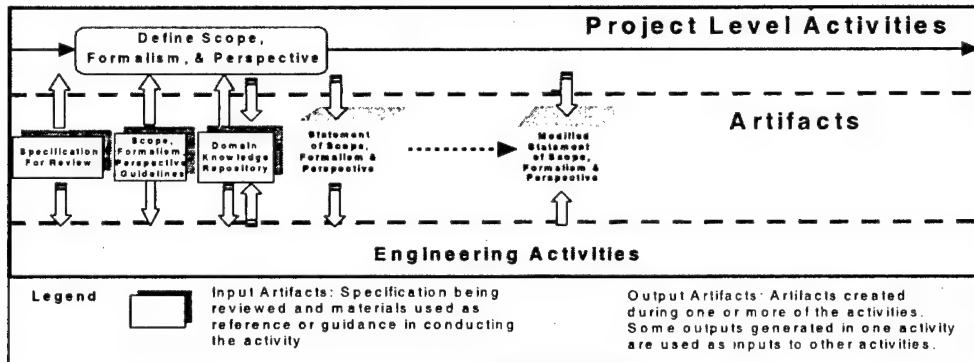 Project Level Activities
Define Scope,
Formalism, & Perspective
Artifacts
Specification
For Review
Scope,
Formalism,
Perspective
Guidelines
Domain
Knowledge
Repository
Statement
of Scope,
Formalism &
Perspective
Modified
Statement
of Scope,
Formalism &
Perspective
Engineering Activities
Legend
Input Artifacts: Specification being
reviewed and materials used as
reference or guidance in conducting
the activity
Output Artifacts: Artifacts created
during one or more of the activities.
Some outputs generated in one activity
are used as inputs to other activities.